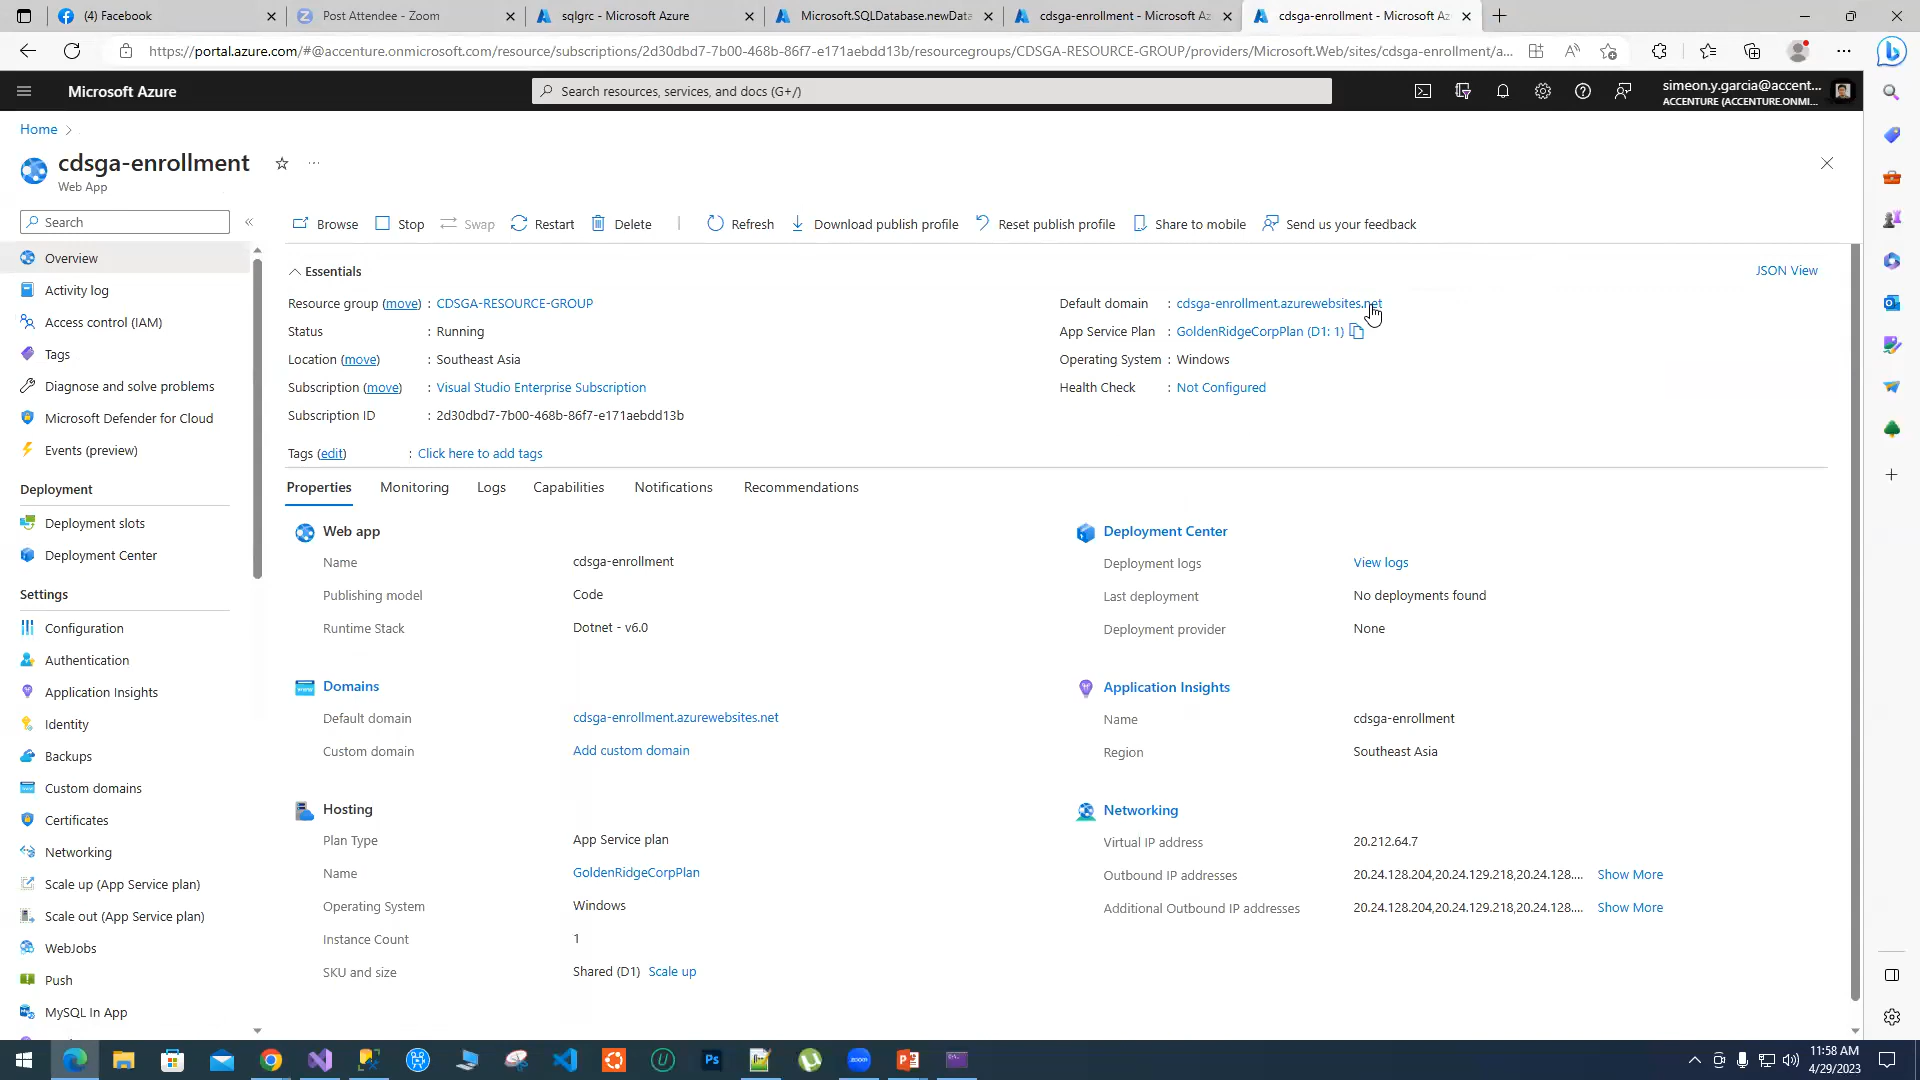 (4) Facebook
Post Attendee - Zoom
sqlgrc - Microsoft Azure
Microsoft.SQLDatabase.newData
cdsga-enrollment - Microsoft Az
cdsga-enrollment - Microsoft Az
https://portal.azure.com/#@accenture.onmicrosoft.com/resource/subscriptions/2d30dbd7-7b00-468b-86f7-e171aebdd13b/resourcegroups/CDSGA-RESOURCE-GROUP/providers/Microsoft.Web/sites/cdsga-enrollment/a...
Microsoft Azure
Search resources, services, and docs (G+/)
simeon.y.garcia@accent...
ACCENTURE (ACCENTURE.ONMI...
Home
cdsga-enrollment
Web App
Search
Browse Stop Swap Restart Delete Refresh Download publish profile Reset publish profile Share to mobile Send us your feedback
Overview
Activity log
Access control (IAM)
Tags
Diagnose and solve problems
Microsoft Defender for Cloud
Events (preview)
Deployment
Deployment slots
Deployment Center
Settings
Configuration
Authentication
Application Insights
Identity
Backups
Custom domains
Certificates
Networking
Scale up (App Service plan)
Scale out (App Service plan)
WebJobs
Push
MySQL In App
Essentials
JSON View
Resource group (move) : CDSGA-RESOURCE-GROUP
Status : Running
Location (move) : Southeast Asia
Subscription (move) : Visual Studio Enterprise Subscription
Subscription ID : 2d30dbd7-7b00-468b-86f7-e171aebdd13b
Tags (edit) : Click here to add tags
Default domain : cdsga-enrollment.azurewebsites.net
App Service Plan : GoldenRidgeCorpPlan (D1: 1)
Operating System : Windows
Health Check : Not Configured
Properties Monitoring Logs Capabilities Notifications Recommendations
Web app
Name cdsga-enrollment
Publishing model Code
Runtime Stack Dotnet - v6.0
Domains
Default domain cdsga-enrollment.azurewebsites.net
Custom domain Add custom domain
Hosting
Plan Type App Service plan
Name GoldenRidgeCorpPlan
Operating System Windows
Instance Count 1
SKU and size Shared (D1) Scale up
Deployment Center
Deployment logs View logs
Last deployment No deployments found
Deployment provider None
Application Insights
Name cdsga-enrollment
Region Southeast Asia
Networking
Virtual IP address 20.212.64.7
Outbound IP addresses 20.24.128.204,20.24.129.218,20.24.128.... Show More
Additional Outbound IP addresses 20.24.128.204,20.24.129.218,20.24.128.... Show More
Ps
zoom
11:58 AM
4/29/2023